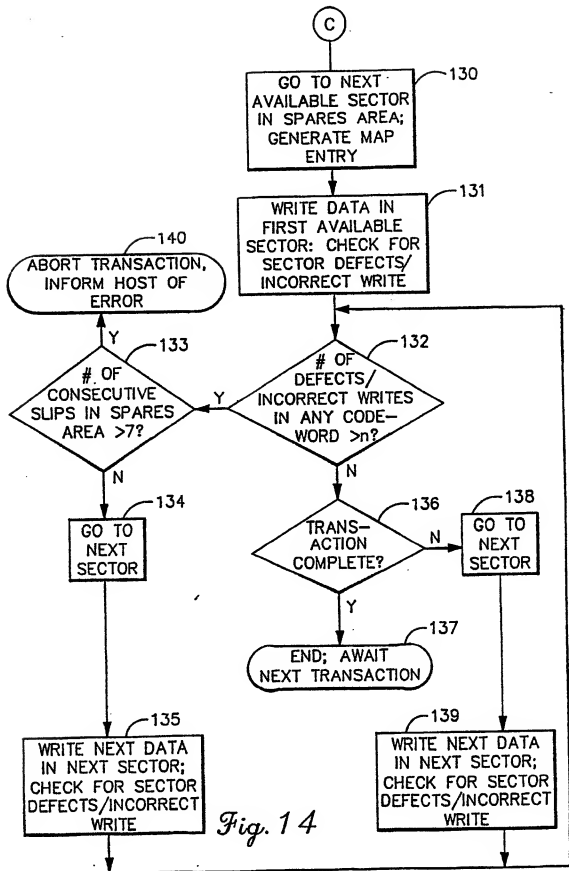 C
GO TO NEXT
AVAILABLE SECTOR
IN SPARES AREA;
GENERATE MAP
ENTRY
130
WRITE DATA IN
FIRST AVAILABLE
SECTOR: CHECK FOR
SECTOR DEFECTS/
INCORRECT WRITE
131
140
ABORT TRANSACTION,
INFORM HOST OF
ERROR
Y
133
# OF
CONSECUTIVE
SLIPS IN SPARES
AREA >7?
Y
132
# OF
DEFECTS/
INCORRECT WRITES
IN ANY CODE-
WORD >n?
N
N
134
GO TO
NEXT
SECTOR
136
TRANS-
ACTION
COMPLETE?
N
138
GO TO
NEXT
SECTOR
Y
137
END; AWAIT
NEXT TRANSACTION
135
WRITE NEXT DATA
IN NEXT SECTOR;
CHECK FOR SECTOR
DEFECTS/INCORRECT
WRITE
139
WRITE NEXT DATA
IN NEXT SECTOR;
CHECK FOR SECTOR
DEFECTS/INCORRECT
WRITE
Fig. 14